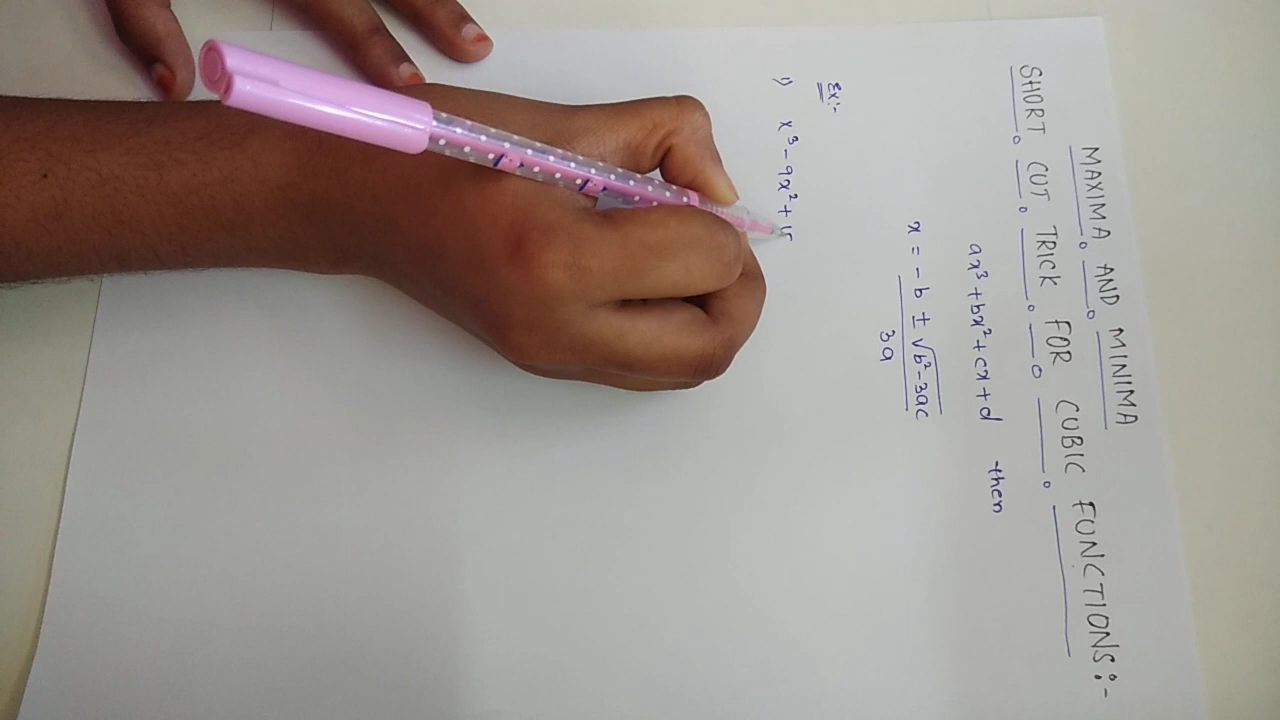 MAXIMA AND MINIMA
SHORT CUT TRICK FOR CUBIC FUNCTIONS:-
ax³+bx²+cx+d then
x = -b ± √b²-3ac
3a
Ex:-
1) x³-9x²+15